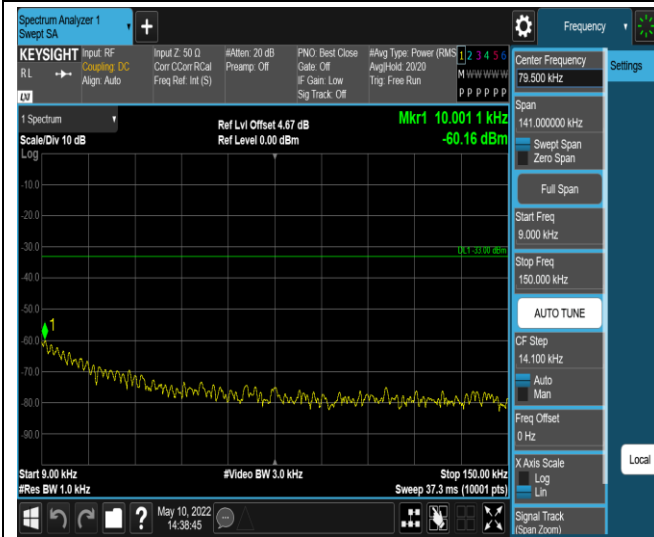 Spectrum Analyzer 1
Swept SA
+
Frequency
KEYSIGHT
RL
LXI
Input: RF
Coupling: DC
Align: Auto
Input Z: 50 Ω
Corr CCorr RCal
Freq Ref: Int (S)
#Atten: 20 dB
Preamp: Off
PNO: Best Close
Gate: Off
IF Gain: Low
Sig Track: Off
#Avg Type: Power (RMS
Avg|Hold: 20/20
Trig: Free Run
1 2 3 4 5 6
M W W W W W
P P P P P P
1 Spectrum
Scale/Div 10 dB
Log
Ref Lvl Offset 4.67 dB
Ref Level 0.00 dBm
Mkr1 10.001 1 kHz
-60.16 dBm
-10.0
-20.0
-30.0
DL1 -33.00 dBm
-40.0
-50.0
1
-60.0
-70.0
-80.0
-90.0
Start 9.00 kHz
#Res BW 1.0 kHz
#Video BW 3.0 kHz
Stop 150.00 kHz
Sweep 37.3 ms (10001 pts)
?
May 10, 2022
14:38:45
Center Frequency
79.500 kHz
Settings
Span
141.000000 kHz
Swept Span
Zero Span
Full Span
Start Freq
9.000 kHz
Stop Freq
150.000 kHz
AUTO TUNE
CF Step
14.100 kHz
Auto
Man
Freq Offset
0 Hz
X Axis Scale
Log
Lin
Local
Signal Track
(Span Zoom)